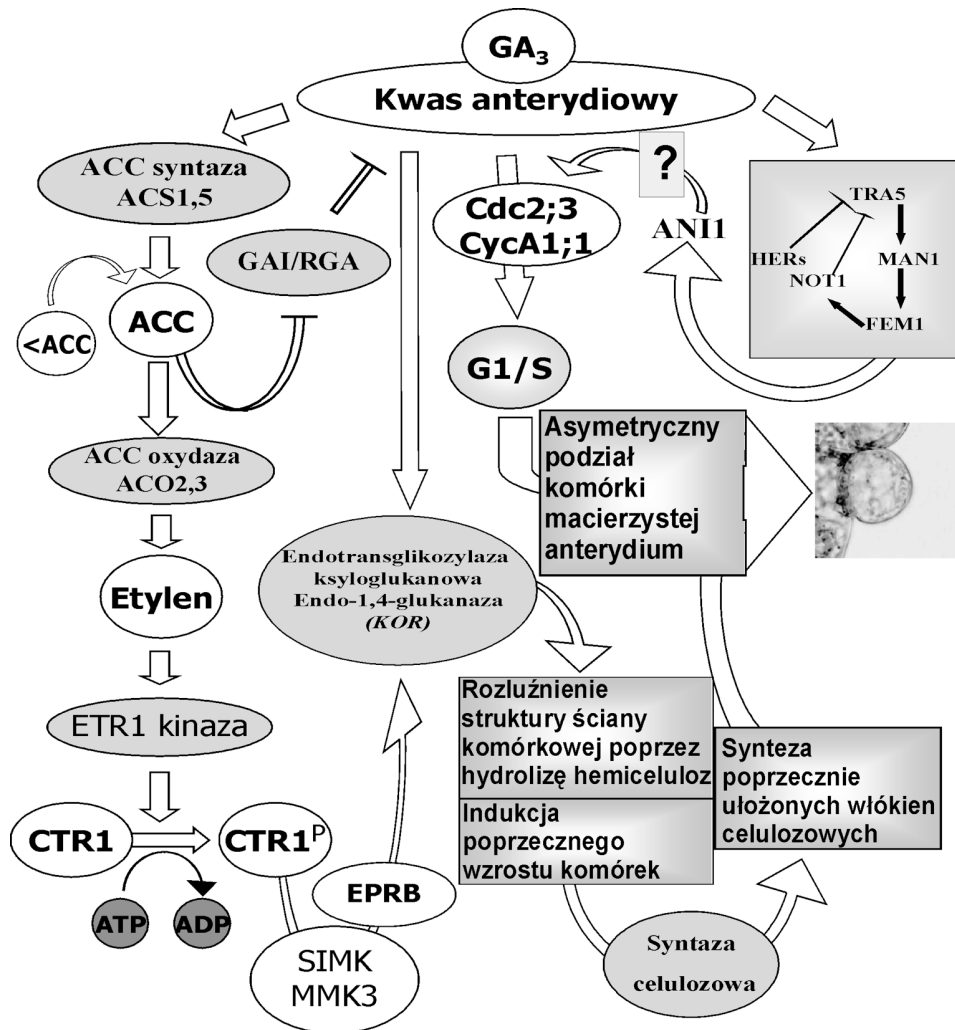 GA3
Kwas anterydiowy
ACC syntaza
ACS1,5
GAI/RGA
<ACC
ACC
ACC oxydaza
ACO2,3
Etylen
ETR1 kinaza
CTR1
CTR1P
ATP
ADP
SIMK
MMK3
EPRB
Endotransglikozylaza
ksyloglukanowa
Endo-1,4-glukanaza
(KOR)
Cdc2;3
CycA1;1
G1/S
?
ANI1
TRA5
HERs
NOT1
MAN1
FEM1
Asymetryczny
podział
komórki
macierzystej
anterydium
Rozluźnienie
struktury ściany
komórkowej poprzez
hydrolizę hemiceluloz
Indukcja
poprzecznego
wzrostu komórek
Synteza
poprzecznie
ułożonych włókien
celulozowych
Syntaza
celulozowa